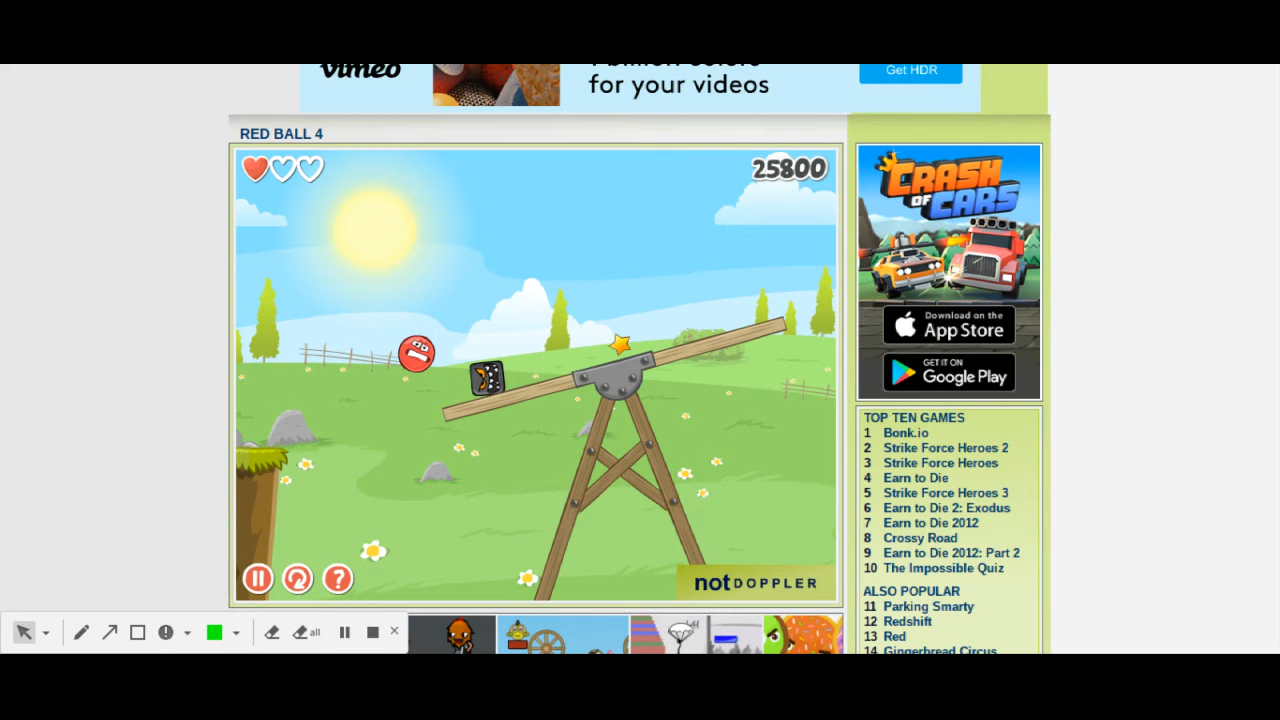 vimeo
for your videos
Get HDR
RED BALL 4
25800
CRASH
OF
CARS
Download on the
App Store
GET IT ON
Google Play
TOP TEN GAMES
1 Bonk.io
2 Strike Force Heroes 2
3 Strike Force Heroes
4 Earn to Die
5 Strike Force Heroes 3
6 Earn to Die 2: Exodus
7 Earn to Die 2012
8 Crossy Road
9 Earn to Die 2012: Part 2
10 The Impossible Quiz
ALSO POPULAR
11 Parking Smarty
12 Redshift
13 Red
14 Gingerbread Circus
?
notDOPPLER
all